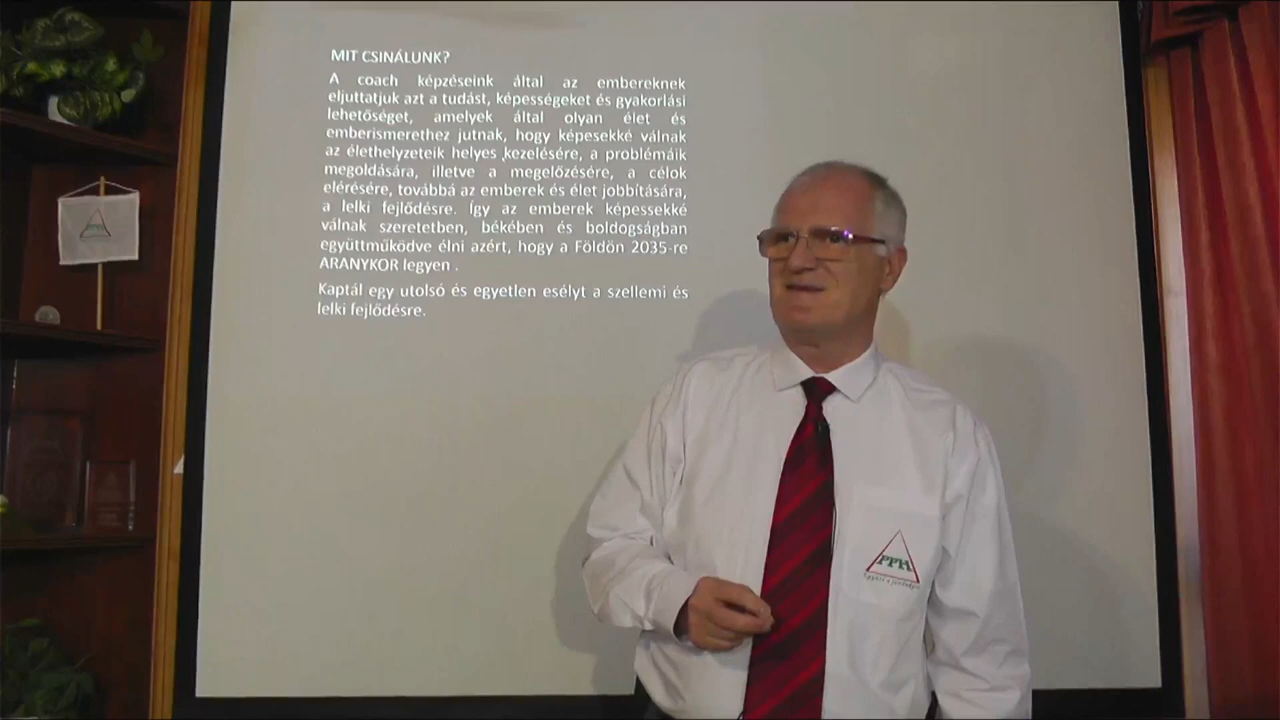 MIT CSINÁLUNK?
A coach képzéseink által az embereknek
eljuttatjuk azt a tudást, képességeket és gyakorlási
lehetőséget, amelyek által olyan élet és
emberismerethez jutnak, hogy képesekké válnak
az élethelyzeteik helyes kezelésére, a problémáik
megoldására, illetve a megelőzésére, a célok
elérésére, továbbá az emberek és élet jobbítására,
a lelki fejlődésre. Így az emberek képessekké
válnak szeretetben, békében és boldogságban
együttműködve élni azért, hogy a Földön 2035-re
ARANYKOR legyen .
Kaptál egy utolsó és egyetlen esélyt a szellemi és
lelki fejlődésre.
PPH
Együtt a